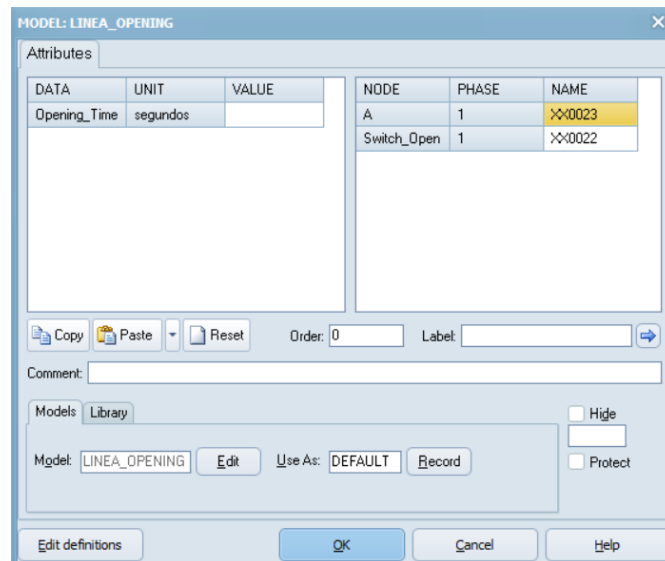 MODEL: LINEA_OPENING
Attributes
DATA UNIT VALUE
Opening_Time segundos
NODE PHASE NAME
A 1 XX0023
Switch_Open 1 XX0022
Copy Paste Reset Order: 0 Label:
Comment:
Models Library
Model: LINEA_OPENING Edit Use As: DEFAULT Record
Hide
Protect
Edit definitions OK Cancel Help